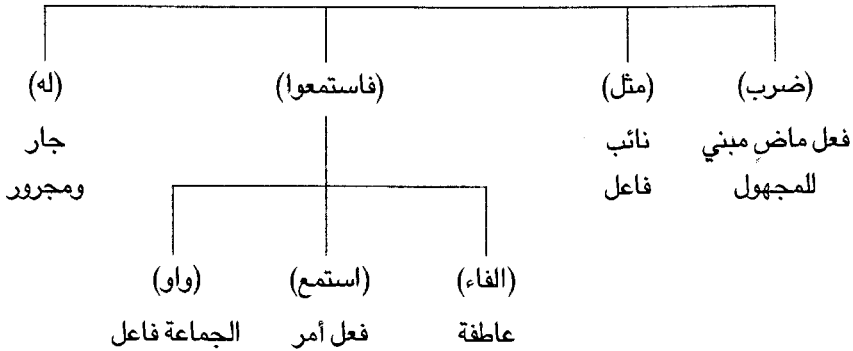 (ضرب) (مثل) (فاستمعوا) (له)
فعل ماضٍ مبني نائب جار
للمجهول فاعل ومجرور
(الفاء) (استمع) (واو)
عاطفة فعل أمر الجماعة فاعل